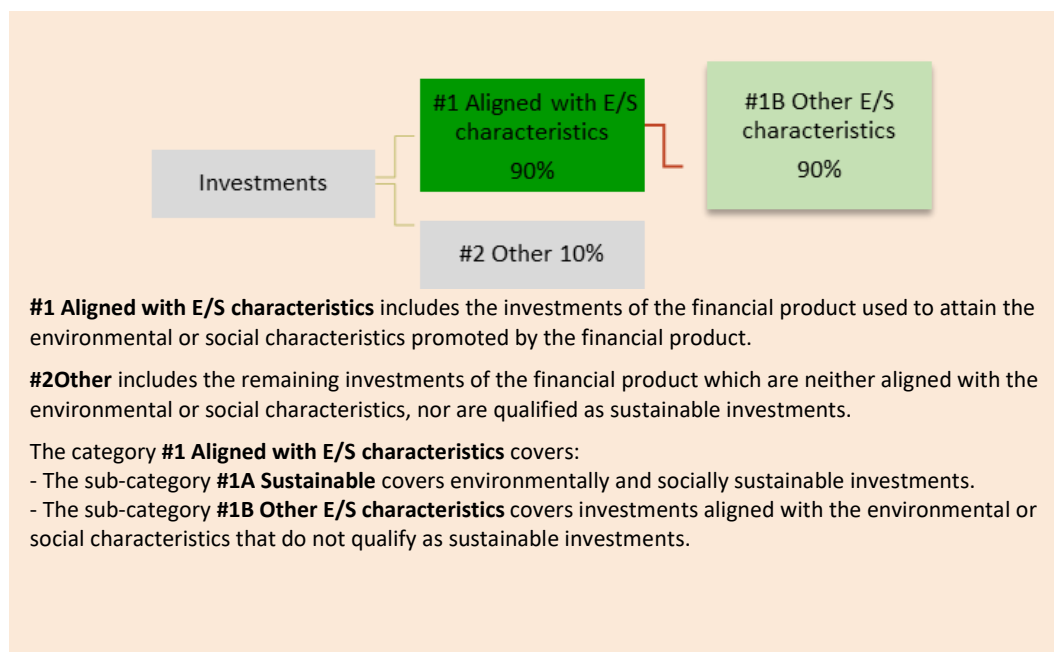 #1 Aligned with E/S
characteristics
90%
#1B Other E/S
characteristics
90%
Investments
#2 Other 10%
#1 Aligned with E/S characteristics includes the investments of the financial product used to attain the
environmental or social characteristics promoted by the financial product.
#2Other includes the remaining investments of the financial product which are neither aligned with the
environmental or social characteristics, nor are qualified as sustainable investments.
The category #1 Aligned with E/S characteristics covers:
- The sub-category #1A Sustainable covers environmentally and socially sustainable investments.
- The sub-category #1B Other E/S characteristics covers investments aligned with the environmental or
social characteristics that do not qualify as sustainable investments.